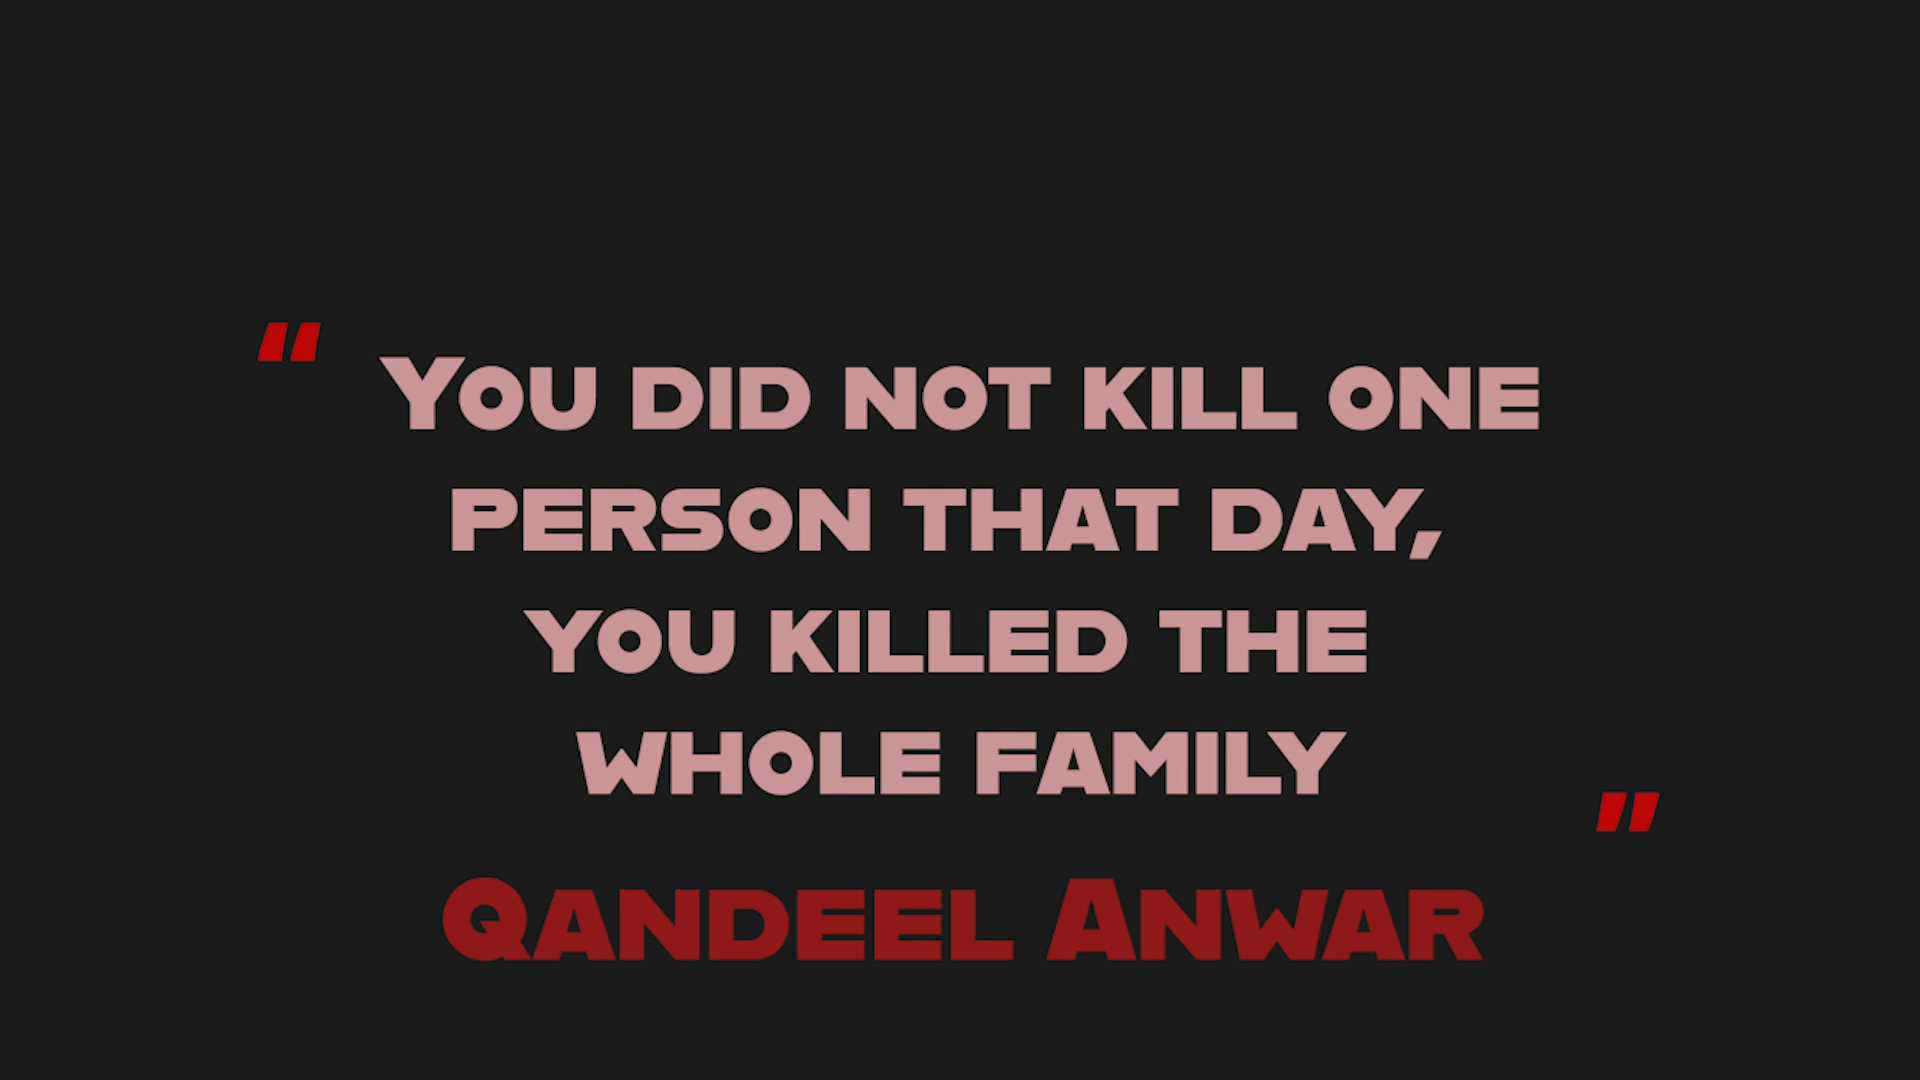 “ You did not kill one
person that day,
you killed the
whole family ”
Qandeel Anwar